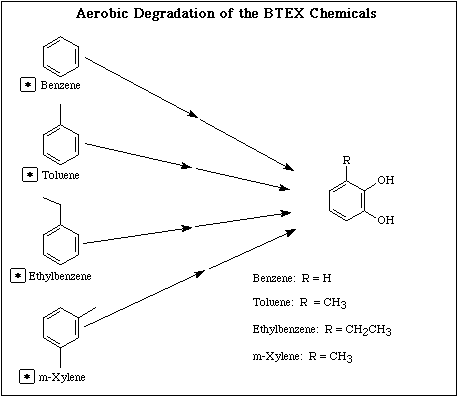 Aerobic Degradation of the BTEX Chemicals
* Benzene
* Toluene
* Ethylbenzene
* m-Xylene
R
OH
OH
Benzene: R = H
Toluene: R = CH3
Ethylbenzene: R = CH2CH3
m-Xylene: R = CH3